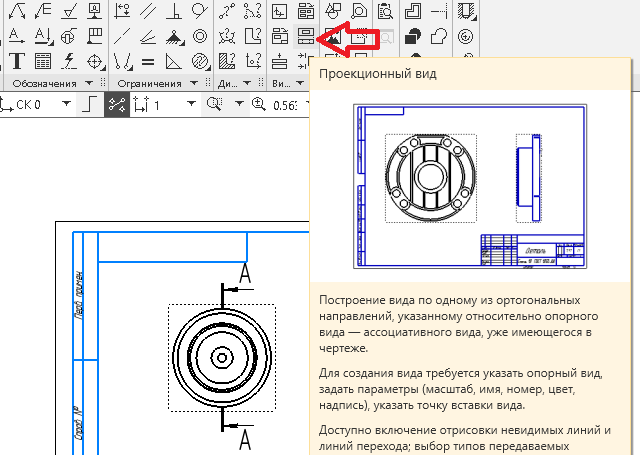 Обозначения
Ограничения
Ди...
Ви...
СК 0
1
0.563
Проекционный вид
Построение вида по одному из ортогональных
направлений, указанному относительно опорного
вида — ассоциативного вида, уже имеющегося в
чертеже.
Для создания вида требуется указать опорный вид,
задать параметры (масштаб, имя, номер, цвет,
надпись), указать точку вставки вида.
Доступно включение отрисовки невидимых линий и
линий перехода; выбор типов передаваемых
А
А
Перв. примен.
Справ. №
Деталь